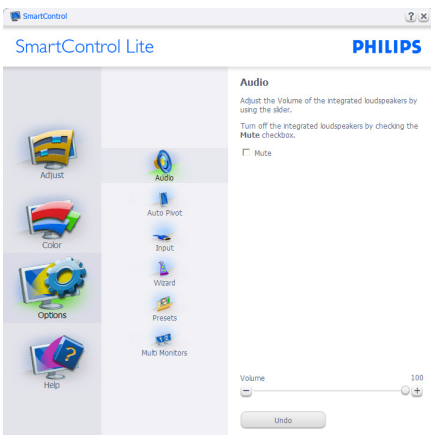 SmartControl
SmartControl Lite
PHILIPS
Adjust
Color
Options
Help
Audio
Auto Pivot
Input
Wizard
Presets
Multi Monitors
Audio
Adjust the Volume of the integrated loudspeakers by
using the slider.
Turn off the integrated loudspeakers by checking the
Mute checkbox.
Mute
Volume 100
Undo